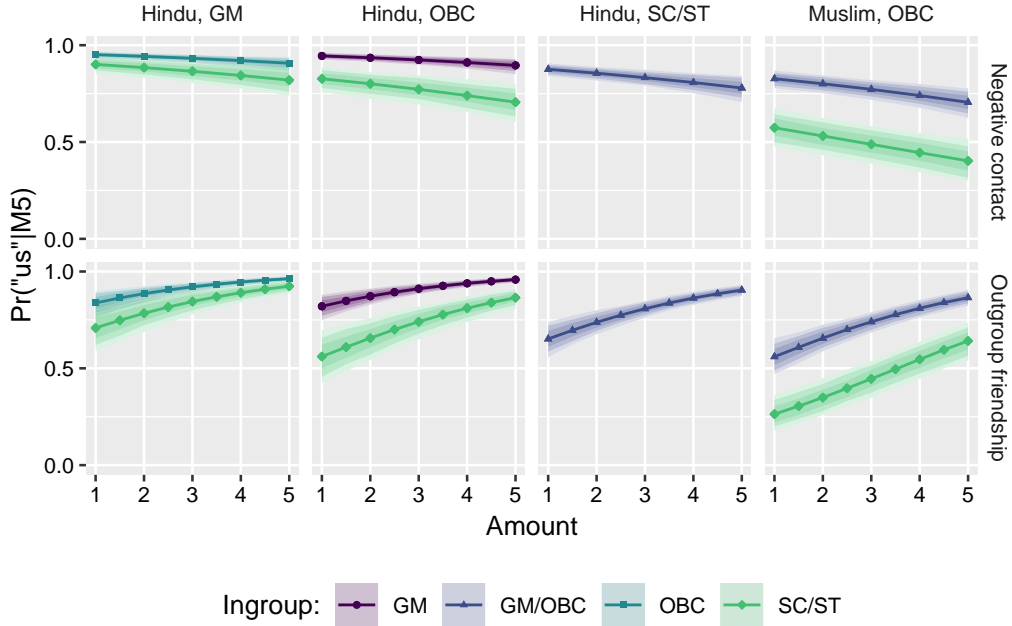 Hindu, GM
Hindu, OBC
Hindu, SC/ST
Muslim, OBC
Pr("us"|M5)
1.0
0.5
0.0
Negative contact
1.0
0.5
0.0
Outgroup friendship
1 2 3 4 5
1 2 3 4 5
1 2 3 4 5
1 2 3 4 5
Amount
Ingroup: GM GM/OBC OBC SC/ST